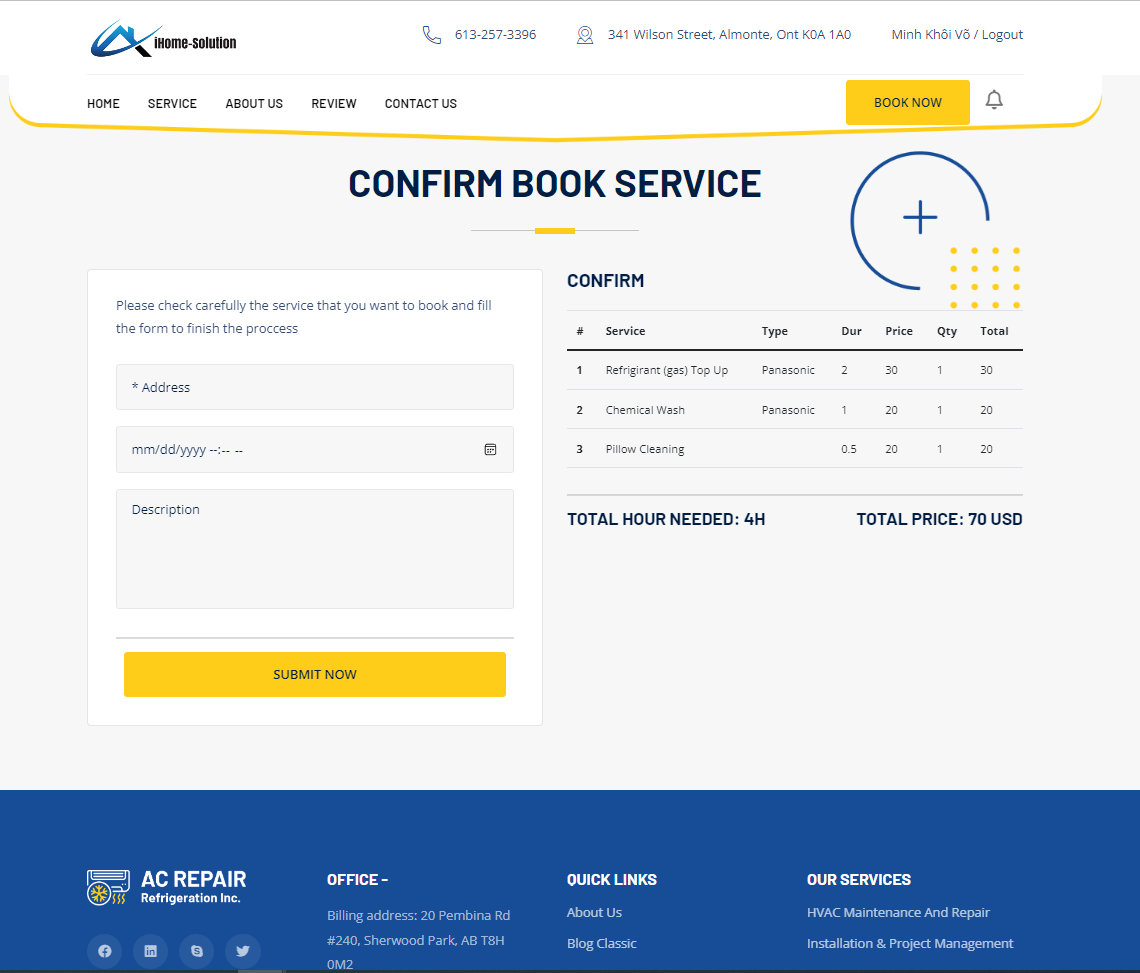 iHome-solution
613-257-3396
341 Wilson Street, Almonte, Ont K0A 1A0
Minh Khôi Võ / Logout
HOME
SERVICE
ABOUT US
REVIEW
CONTACT US
BOOK NOW
CONFIRM BOOK SERVICE
Please check carefully the service that you want to book and fill
the form to finish the proccess
* Address
mm/dd/yyyy --:-- --
Description
SUBMIT NOW
CONFIRM
# Service Type Dur Price Qty Total
1 Refrigirant (gas) Top Up Panasonic 2 30 1 30
2 Chemical Wash Panasonic 1 20 1 20
3 Pillow Cleaning 0.5 20 1 20
TOTAL HOUR NEEDED: 4H
TOTAL PRICE: 70 USD
AC REPAIR
Refrigeration Inc.
OFFICE -
Billing address: 20 Pembina Rd
#240, Sherwood Park, AB T8H
0M2
QUICK LINKS
About Us
Blog Classic
OUR SERVICES
HVAC Maintenance And Repair
Installation & Project Management